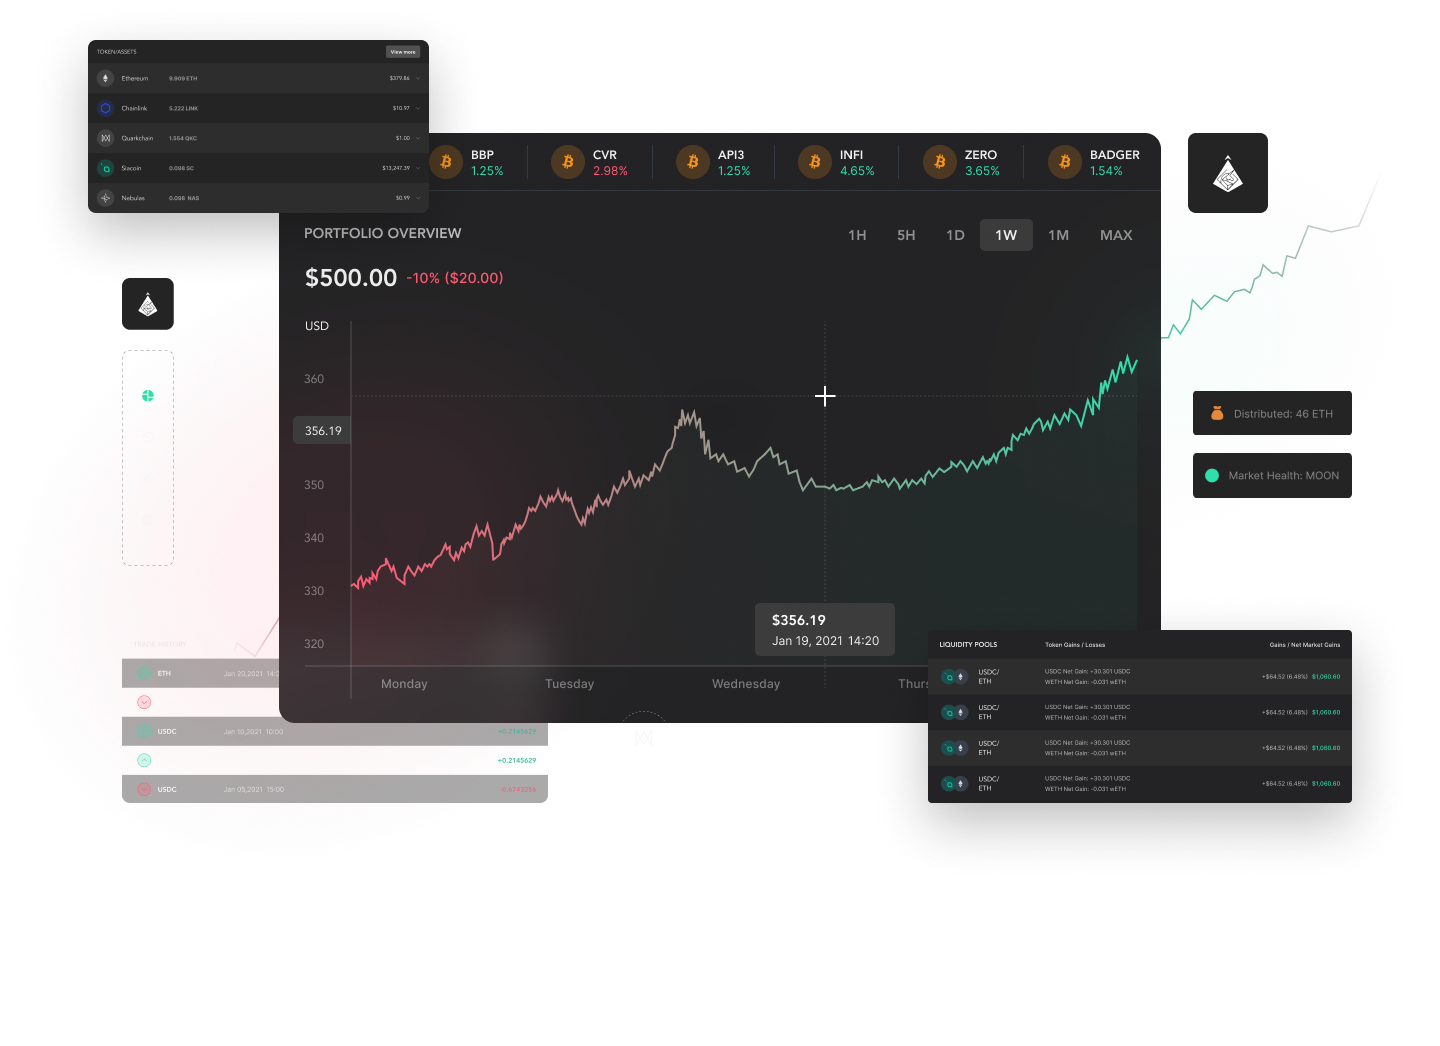 TOKEN/ASSETS View more
Ethereum 9.909 ETH $379.86
Chainlink 5.222 LINK $10.97
Quarkchain 1.554 QKC $1.00
Siacoin 0.098 SC $13,247.39
Nebulas 0.098 NAS $0.99
BBP 1.25%
CVR 2.98%
API3 1.25%
INFI 4.65%
ZERO 3.65%
BADGER 1.54%
PORTFOLIO OVERVIEW
1H 5H 1D 1W 1M MAX
$500.00 -10% ($20.00)
USD
360
356.19
350
340
330
320
$356.19
Jan 19, 2021 14:20
Monday Tuesday Wednesday Thurs
Distributed: 46 ETH
Market Health: MOON
TRADE HISTORY
ETH Jan 20,2021 14:2
USDC Jan 10,2021 10:00 +0.2145629
+0.2145629
USDC Jan 05,2021 15:00
LIQUIDITY POOLS Token Gains / Losses Gains / Net Market Gains
USDC/
ETH
USDC Net Gain: +30.301 USDC
WETH Net Gain: -0.031 wETH
+$64.52 (6.48%) $1,060.60
USDC/
ETH
USDC Net Gain: +30.301 USDC
WETH Net Gain: -0.031 wETH
+$64.52 (6.48%) $1,060.60
USDC/
ETH
USDC Net Gain: +30.301 USDC
WETH Net Gain: -0.031 wETH
+$64.52 (6.48%) $1,060.60
USDC/
ETH
USDC Net Gain: +30.301 USDC
WETH Net Gain: -0.031 wETH
+$64.52 (6.48%) $1,060.60